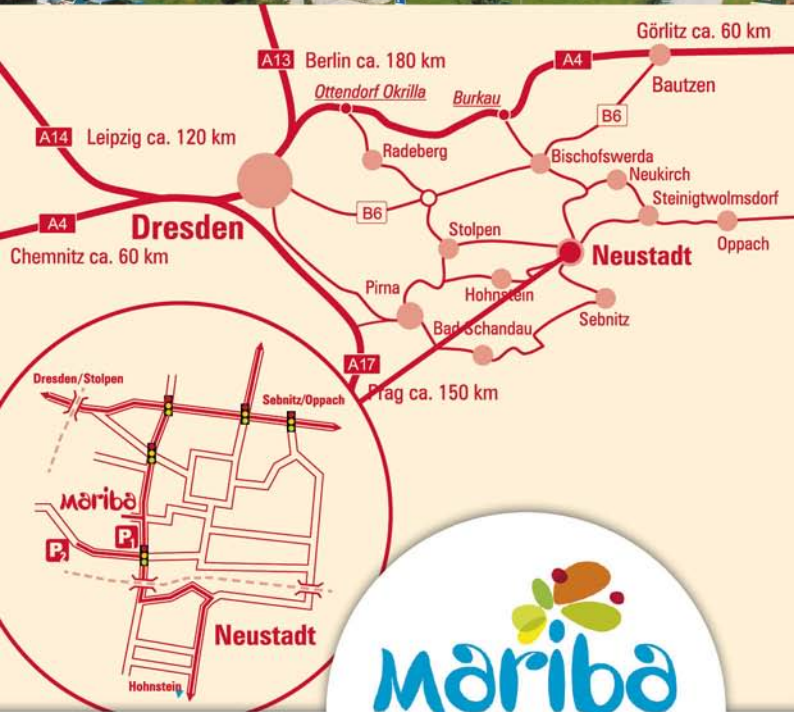 Görlitz ca. 60 km
A13 Berlin ca. 180 km
A4
Ottendorf Okrilla
Burkau
Bautzen
B6
A14 Leipzig ca. 120 km
Radeberg
Bischofswerda
Neukirch
Steinigtwolmsdorf
B6
A4
Dresden
Stolpen
Oppach
Chemnitz ca. 60 km
Neustadt
Pirna
Hohnstein
Bad Schandau
Sebnitz
A17
Prag ca. 150 km
Dresden/Stolpen
Sebnitz/Oppach
Mariba
P1
P2
Neustadt
Hohnstein
Mariba